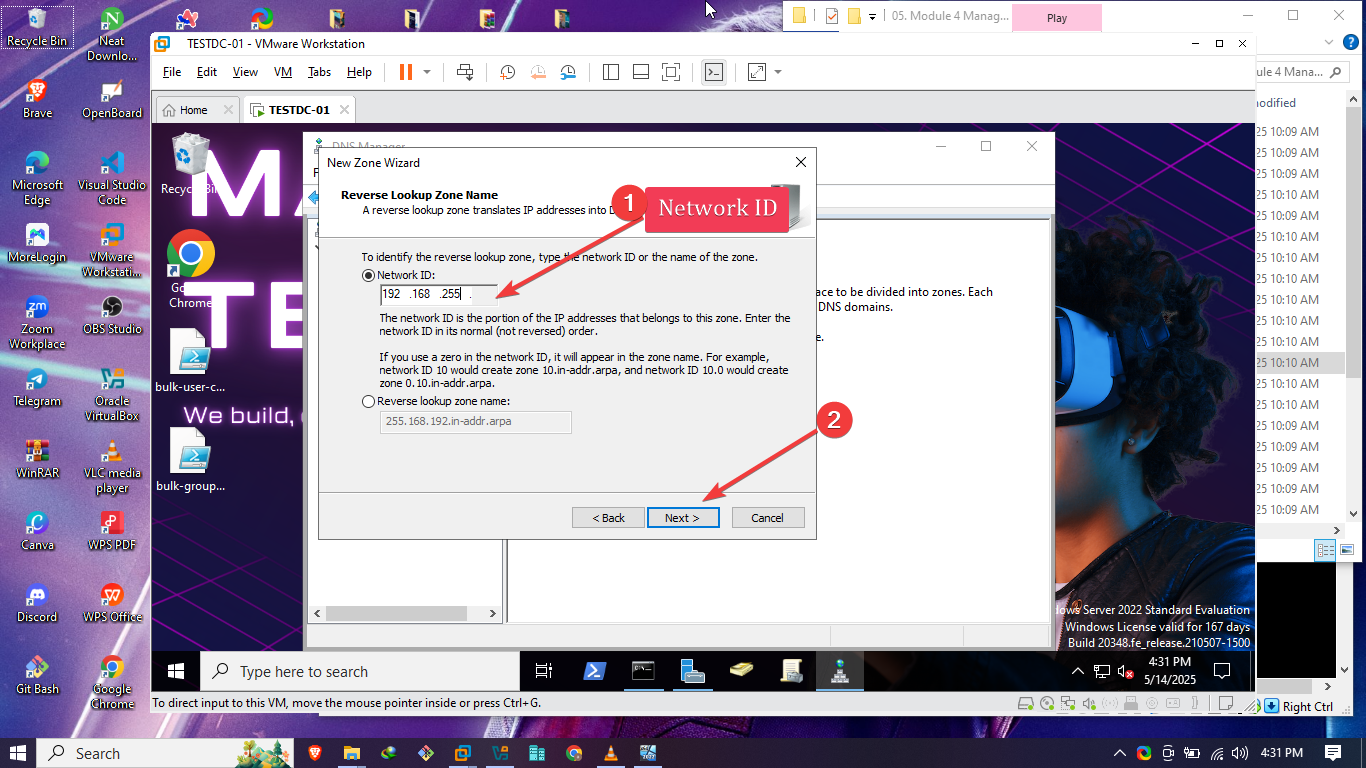 05. Module 4 Manag...
Play
Recycle Bin
Neat
Downlo...
TESTDC-01 - VMware Workstation
File Edit View VM Tabs Help
ule 4 Mana...
Brave
OpenBoard
Home
TESTDC-01
odified
25 10:09 AM
25 10:09 AM
25 10:09 AM
25 10:09 AM
25 10:09 AM
25 10:10 AM
25 10:10 AM
25 10:10 AM
25 10:10 AM
25 10:10 AM
25 10:10 AM
25 10:10 AM
25 10:10 AM
25 10:10 AM
25 10:09 AM
25 10:09 AM
25 10:09 AM
25 10:09 AM
25 10:09 AM
DNS Manager
New Zone Wizard
Reverse Lookup Zone Name
A reverse lookup zone translates IP addresses into D
1
Network ID
To identify the reverse lookup zone, type the network ID or the name of the zone.
Network ID:
192 .168 .255 .
The network ID is the portion of the IP addresses that belongs to this zone. Enter the
network ID in its normal (not reversed) order.
If you use a zero in the network ID, it will appear in the zone name. For example,
network ID 10 would create zone 10.in-addr.arpa, and network ID 10.0 would create
zone 0.10.in-addr.arpa.
Reverse lookup zone name:
255.168.192.in-addr.arpa
2
< Back
Next >
Cancel
ace to be divided into zones. Each
DNS domains.
e.
Recycle Bin
MA
Go
Chrome
TE
bulk-user-c...
We build,
bulk-group...
Microsoft
Edge
Visual Studio
Code
MoreLogin
VMware
Workstati...
Zoom
Workplace
OBS Studio
Telegram
Oracle
VirtualBox
WinRAR
VLC media
player
Canva
WPS PDF
Discord
WPS Office
Git Bash
Google
Chrome
dows Server 2022 Standard Evaluation
Windows License valid for 167 days
Build 20348.fe_release.210507-1500
Type here to search
4:31 PM
5/14/2025
To direct input to this VM, move the mouse pointer inside or press Ctrl+G.
Right Ctrl
Search
4:31 PM